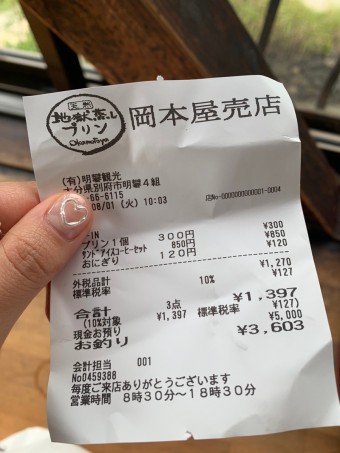 元祖
地獄蒸し
プリン
Okamotoya
岡本屋売店
(有)明礬観光
大分県別府市明礬4組
66-6115
08/01 (火) 10:03
店No-0000000000001-0004
IN 300円 ¥300
プリン1個 850円 ¥850
サンドアイスコーヒーセット 120円 ¥120
おにぎり
外税品計 ¥1,270
標準税率 10% ¥127
合計 3点 ¥1,397
(10%対象 ¥1,397 標準税率 ¥127)
現金お預り ¥5,000
お釣り ¥3,603
会計担当 001
No0459388
毎度ご来店ありがとうございます
営業時間 8時30分～18時30分